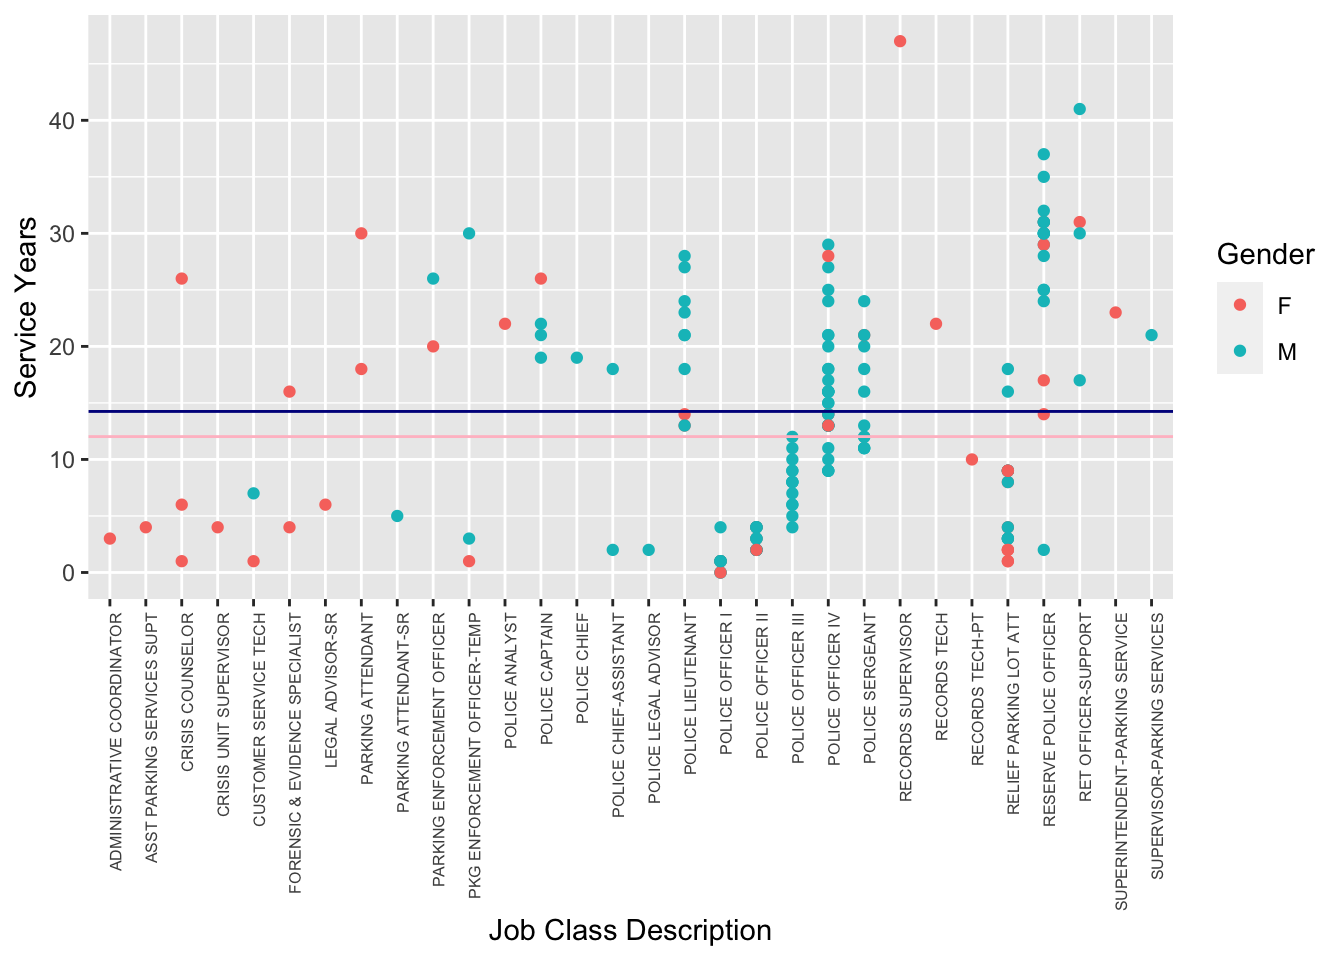 40
30
20
10
0
Service Years
ADMINISTRATIVE COORDINATOR
ASST PARKING SERVICES SUPT
CRISIS COUNSELOR
CRISIS UNIT SUPERVISOR
CUSTOMER SERVICE TECH
FORENSIC & EVIDENCE SPECIALIST
LEGAL ADVISOR-SR
PARKING ATTENDANT
PARKING ATTENDANT-SR
PARKING ENFORCEMENT OFFICER
PKG ENFORCEMENT OFFICER-TEMP
POLICE ANALYST
POLICE CAPTAIN
POLICE CHIEF
POLICE CHIEF-ASSISTANT
POLICE LEGAL ADVISOR
POLICE LIEUTENANT
POLICE OFFICER I
POLICE OFFICER II
POLICE OFFICER III
POLICE OFFICER IV
POLICE SERGEANT
RECORDS SUPERVISOR
RECORDS TECH
RECORDS TECH-PT
RELIEF PARKING LOT ATT
RESERVE POLICE OFFICER
RET OFFICER-SUPPORT
SUPERINTENDENT-PARKING SERVICE
SUPERVISOR-PARKING SERVICES
Job Class Description
Gender
F
M